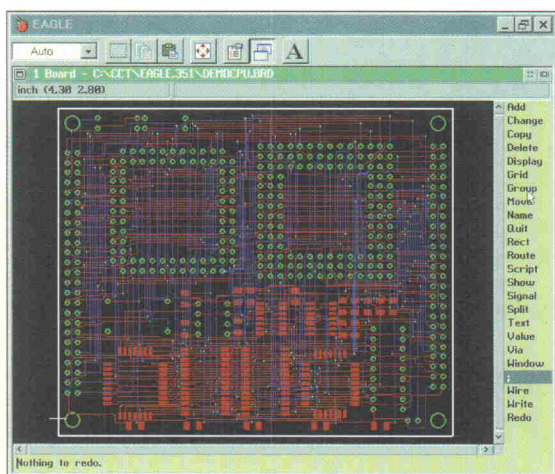 EAGLE
Auto
A
1 Board - C:\CCT\EAGLE.351\DEMOCPU.BRD
inch (4.30 2.80)
Add
Change
Copy
Delete
Display
Grid
Group
Move
Name
Quit
Rect
Route
Script
Show
Signal
Split
Text
Value
Via
Window
;
Wire
Write
Redo
Nothing to redo.